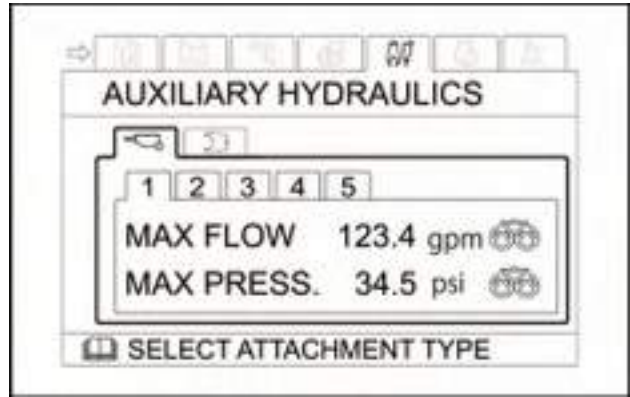 AUXILIARY HYDRAULICS
1 2 3 4 5
MAX FLOW 123.4 gpm
MAX PRESS. 34.5 psi
SELECT ATTACHMENT TYPE